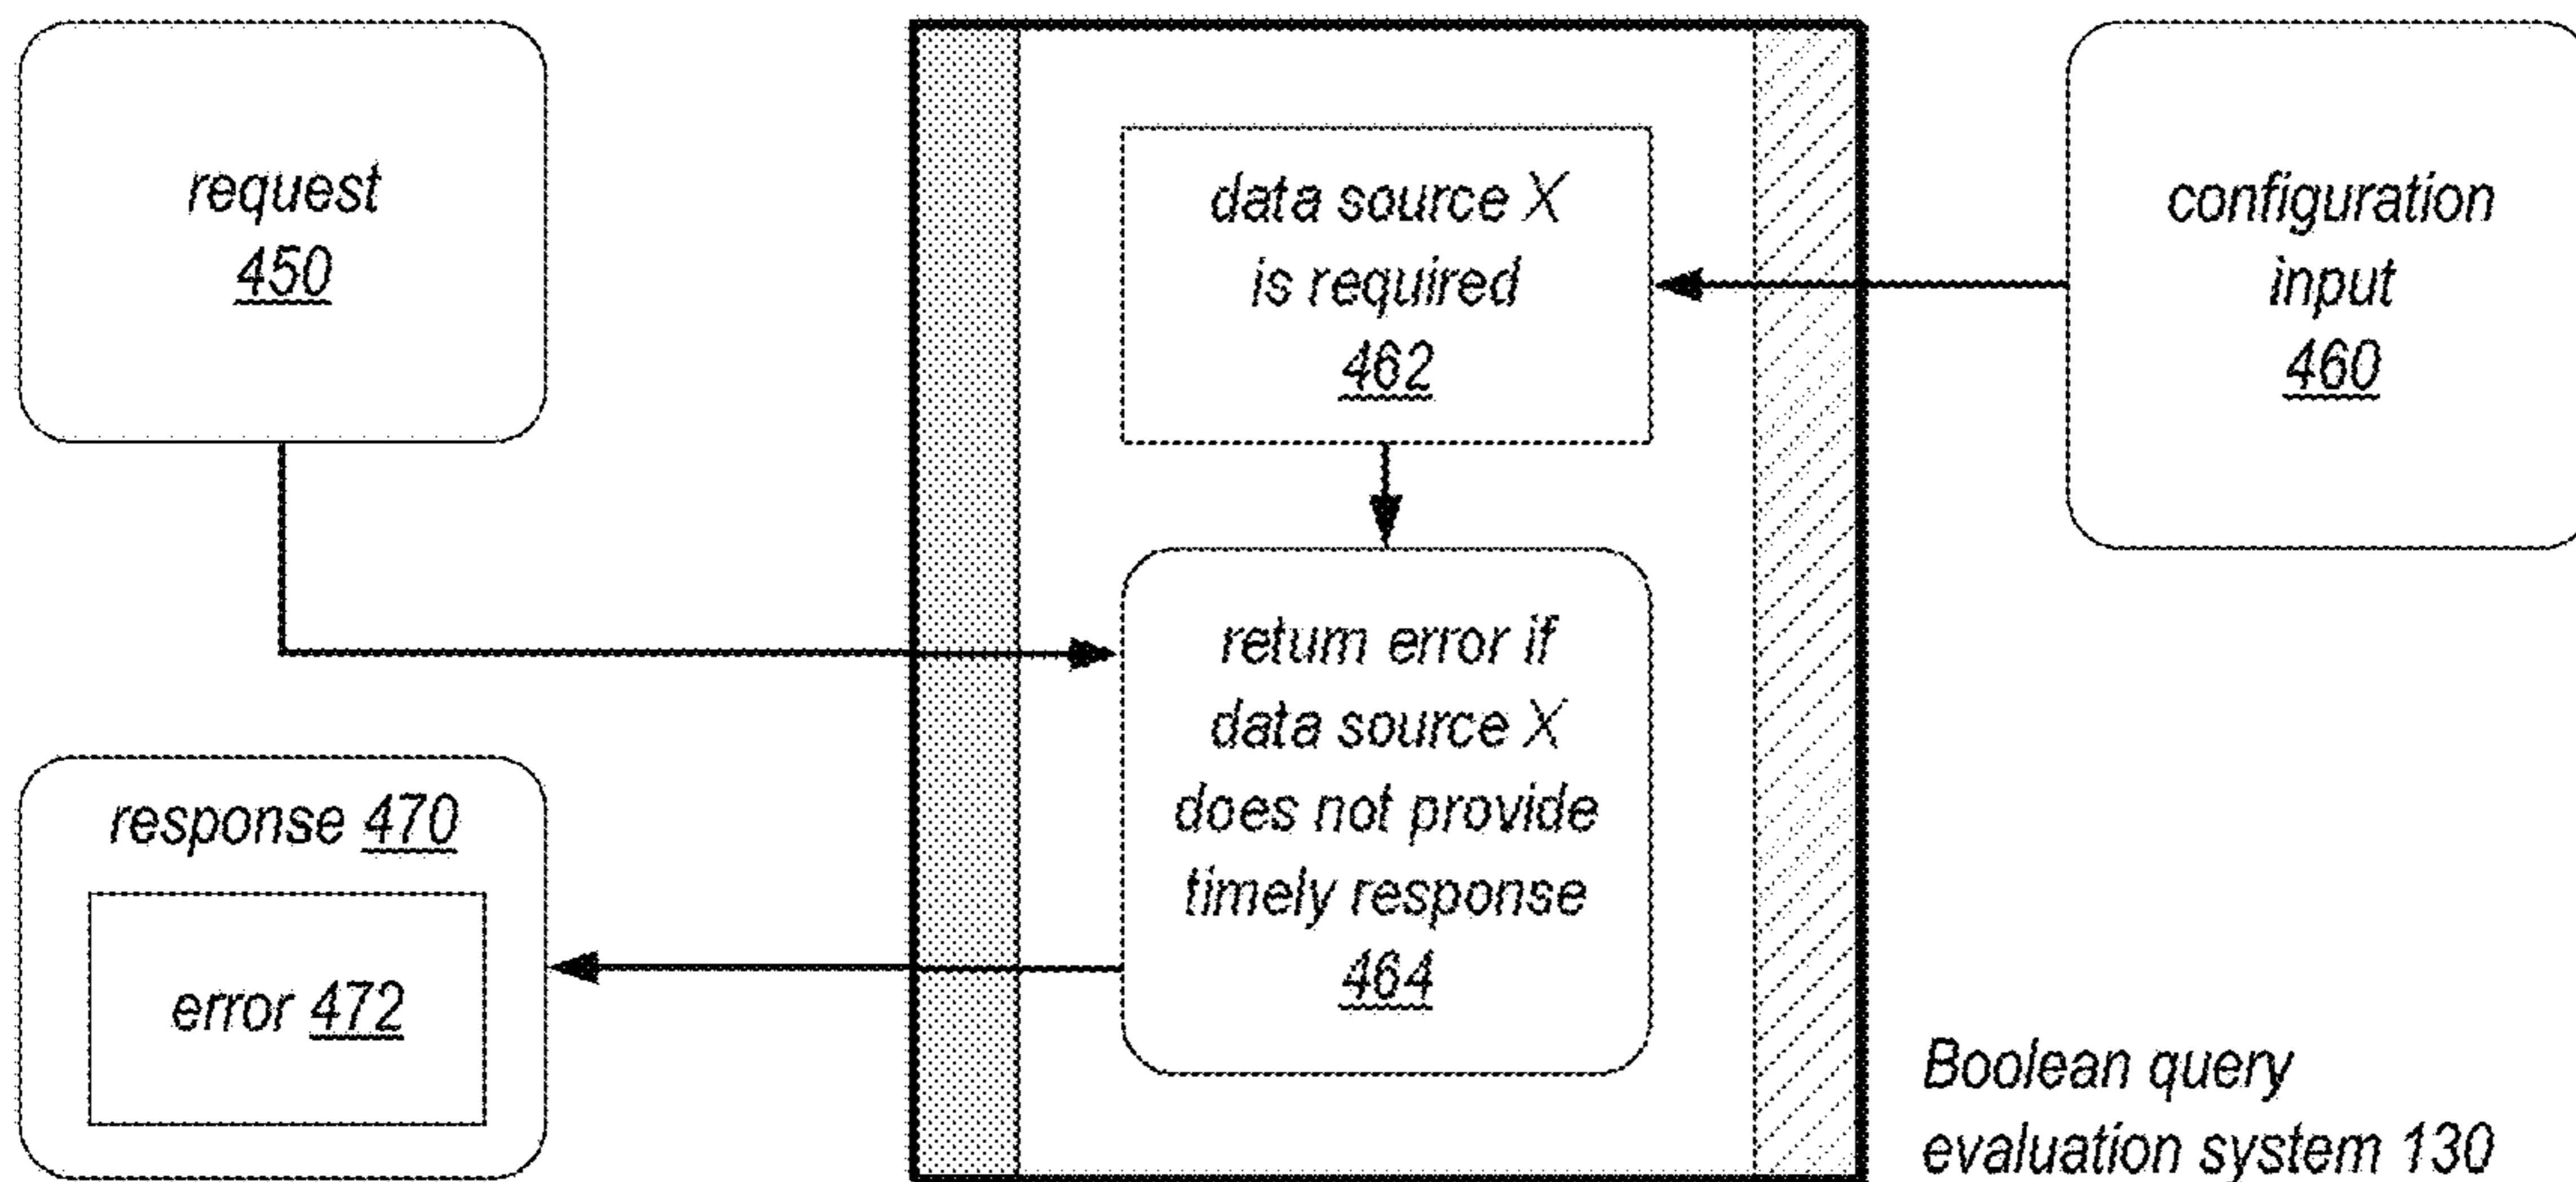 request
450
data source X
is required
462
configuration
input
460
return error if
data source X
does not provide
timely response
464
response 470
error 472
Boolean query
evaluation system 130